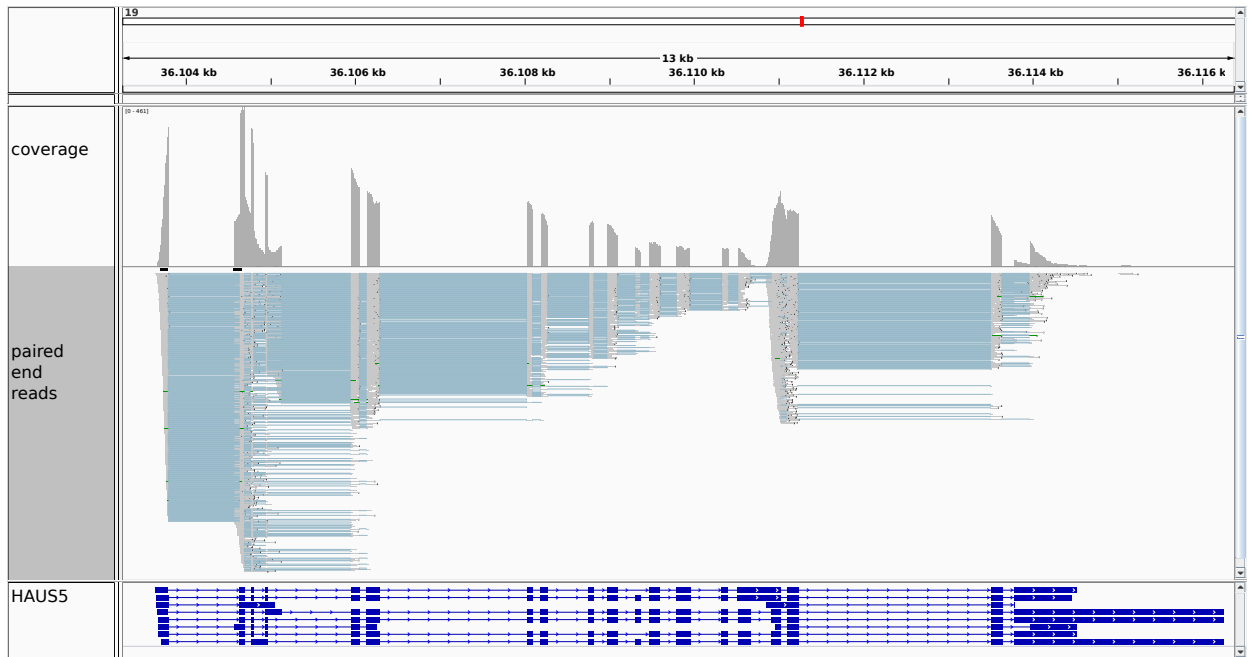 19
13 kb
36.104 kb 36.106 kb 36.108 kb 36.110 kb 36.112 kb 36.114 kb 36.116 k
[0 - 461]
coverage
paired
end
reads
HAUS5